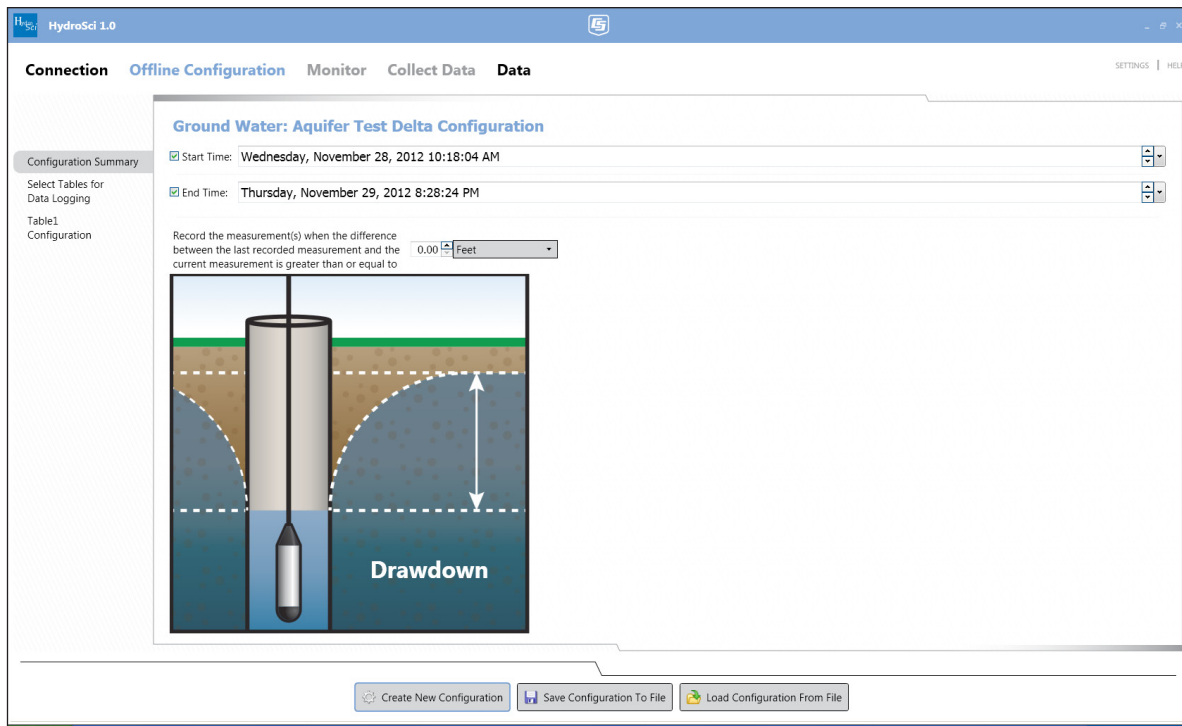 Hydro Sci HydroSci 1.0
Connection Offline Configuration Monitor Collect Data Data
SETTINGS | HELP
Ground Water: Aquifer Test Delta Configuration
Configuration Summary
Select Tables for
Data Logging
Table1
Configuration
Start Time: Wednesday, November 28, 2012 10:18:04 AM
End Time: Thursday, November 29, 2012 8:28:24 PM
Record the measurement(s) when the difference
between the last recorded measurement and the 0.00 Feet
current measurement is greater than or equal to
Drawdown
Create New Configuration Save Configuration To File Load Configuration From File